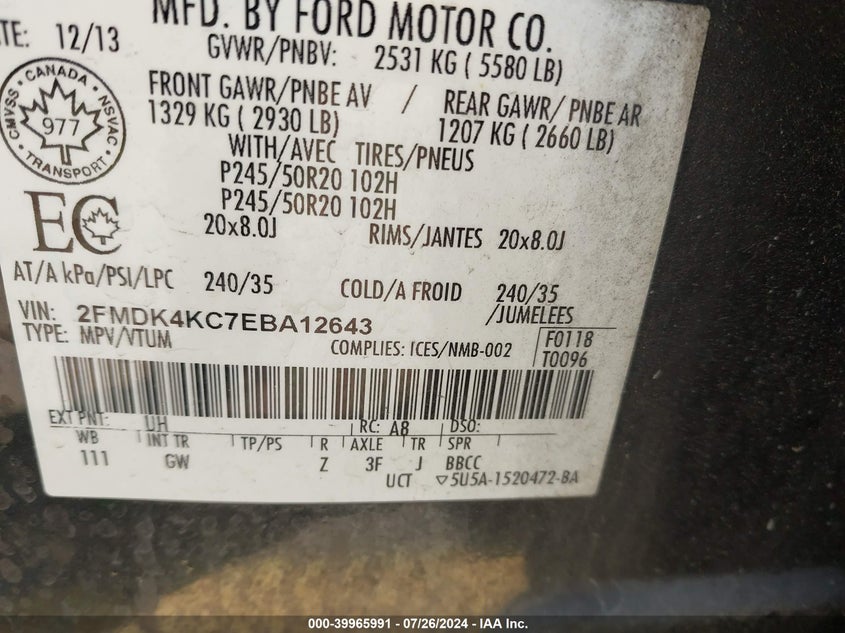 MFD. BY FORD MOTOR CO.
ATE: 12/13
GVWR/PNBV: 2531 KG ( 5580 LB)
FRONT GAWR/PNBE AV / REAR GAWR/ PNBE AR
1329 KG ( 2930 LB) 1207 KG ( 2660 LB)
WITH/AVEC TIRES/PNEUS
P245/50R20 102H
P245/50R20 102H
20x8.0J RIMS/JANTES 20x8.0J
AT/A kPa/PSI/LPC 240/35 COLD/A FROID 240/35
/JUMELEES
VIN: 2FMDK4KC7EBA12643
TYPE: MPV/VTUM
COMPLIES: ICES/NMB-002
F0118
T0096
EXT PNT: UH RC: A8 DSO:
WB INT TR TP/PS R AXLE TR SPR
111 GW Z 3F J BBCC
UCT ▽5U5A-1520472-BA
CANADA
CMVSS
NSVAC
977
TRANSPORT
EC
000-39965991 / 07/26/2024 - IAA Inc.